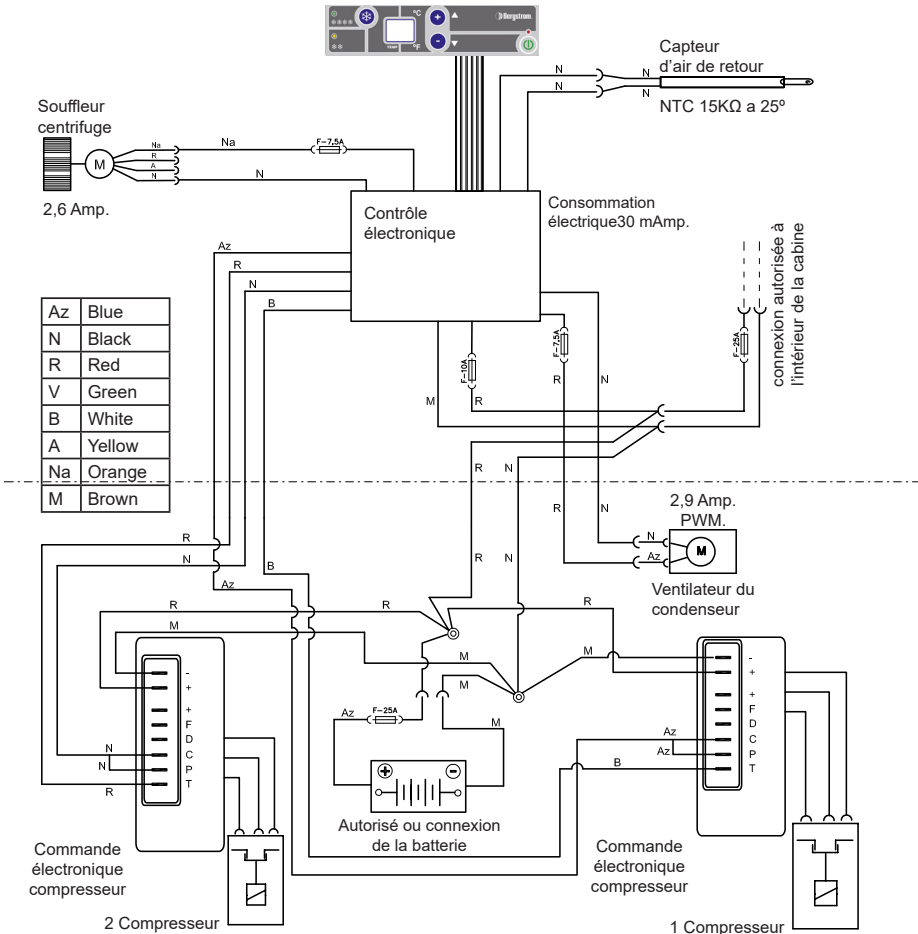 °C
Bergstrom
TEMP
°F
Capteur
d'air de retour
NTC 15KΩ a 25º
N
N
N
N
Souffleur
centrifuge
M
Na
R
A
N
Na
F-7,5A
N
2,6 Amp.
Contrôle
électronique
Consommation
électrique30 mAmp.
connexion autorisée à
l'intérieur de la cabine
Az
R
N
B
Az Blue
N Black
R Red
V Green
B White
A Yellow
Na Orange
M Brown
F-10A
F-7,5A
F-25A
M
R
R
N
R
N
R
N
R
N
2,9 Amp.
PWM.
N
Az
M
Ventilateur du
condenseur
R
N
Az
B
R
M
R
R
M
M
M
Az
F-25A
M
-
+
+
F
D
C
P
T
N
N
R
+
-
Autorisé ou connexion
de la batterie
Az
Az
B
-
+
+
F
D
C
P
T
Commande
électronique
compresseur
2 Compresseur
Commande
électronique
compresseur
1 Compresseur